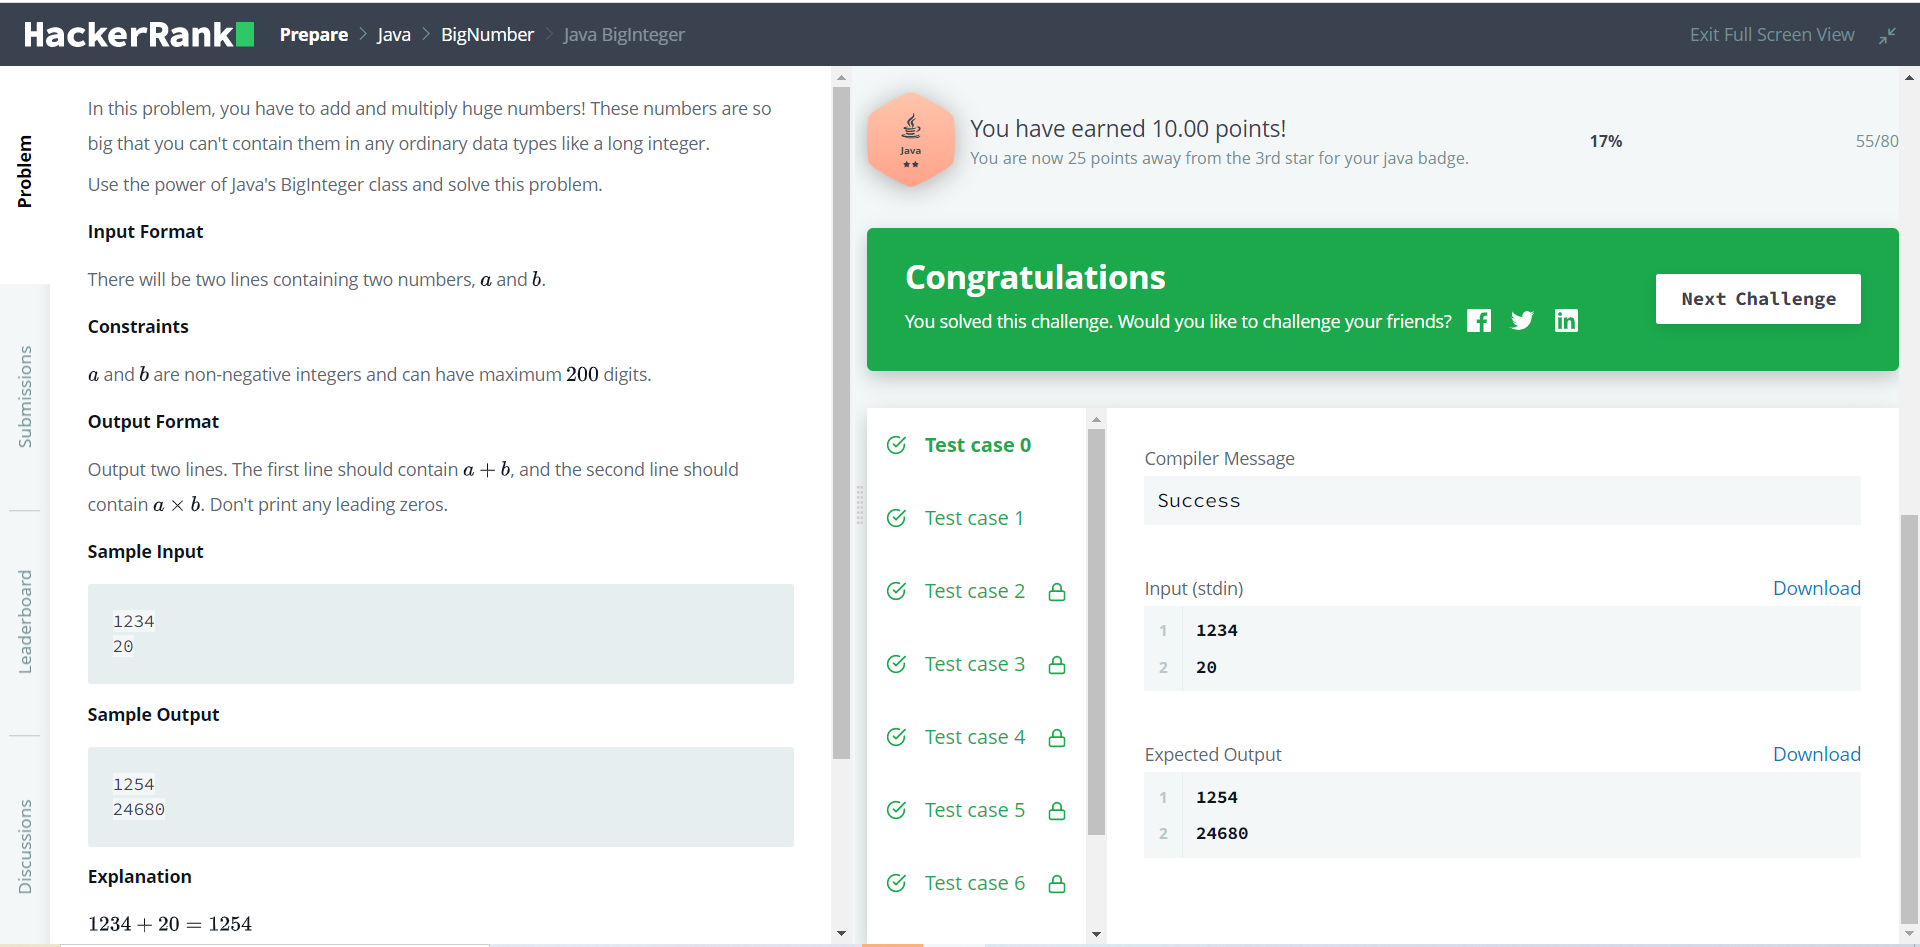 HackerRank
Prepare > Java > BigNumber > Java BigInteger
Exit Full Screen View
Problem
Submissions
Leaderboard
Discussions
In this problem, you have to add and multiply huge numbers! These numbers are so
big that you can't contain them in any ordinary data types like a long integer.
Use the power of Java's BigInteger class and solve this problem.
Input Format
There will be two lines containing two numbers, a and b.
Constraints
a and b are non-negative integers and can have maximum 200 digits.
Output Format
Output two lines. The first line should contain a + b, and the second line should
contain a × b. Don't print any leading zeros.
Sample Input
1234
20
Sample Output
1254
24680
Explanation
1234 + 20 = 1254
Java
You have earned 10.00 points!
You are now 25 points away from the 3rd star for your java badge.
17%
55/80
Congratulations
You solved this challenge. Would you like to challenge your friends?
Next Challenge
Test case 0
Test case 1
Test case 2
Test case 3
Test case 4
Test case 5
Test case 6
Compiler Message
Success
Input (stdin)
Download
1 1234
2 20
Expected Output
Download
1 1254
2 24680